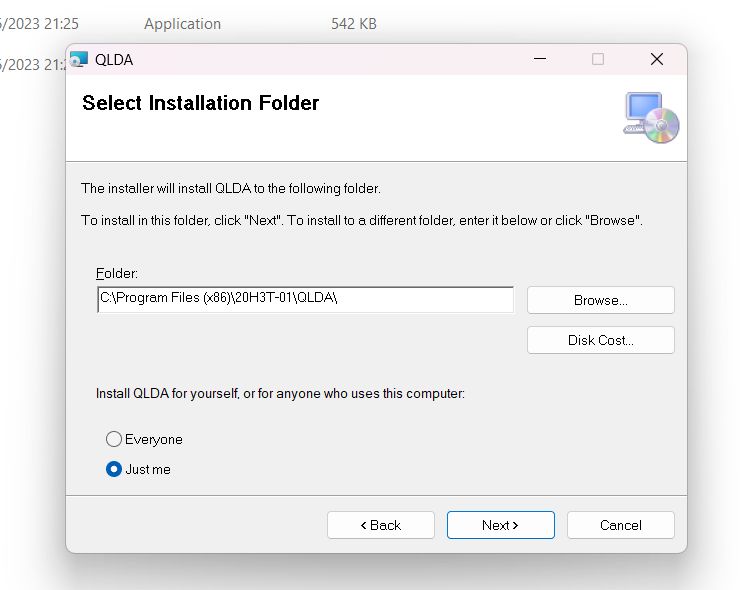 /2023 21:25 Application 542 KB
/2023 21:
QLDA
Select Installation Folder
The installer will install QLDA to the following folder.
To install in this folder, click "Next". To install to a different folder, enter it below or click "Browse".
Folder:
C:\Program Files (x86)\20H3T-01\QLDA\
Browse...
Disk Cost...
Install QLDA for yourself, or for anyone who uses this computer:
Everyone
Just me
< Back Next > Cancel